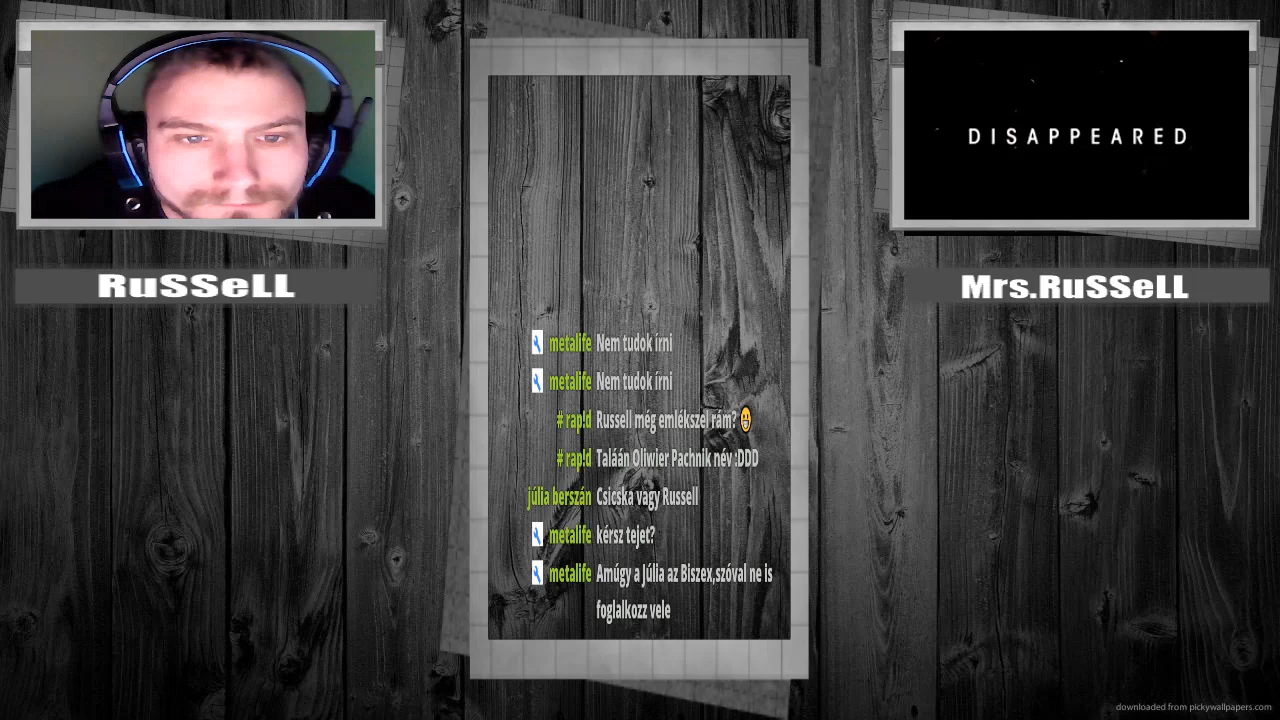 DISAPPEARED
RuSSeLL
Mrs.RuSSeLL
metalife Nem tudok írni
metalife Nem tudok írni
# rap!d Russell még emlékszel rám? 😀
# rap!d Taláán Oliwier Pachnik név :DDD
júlia berszán Csicska vagy Russell
metalife kérsz tejet?
metalife Amúgy a Júlia az Biszex,szóval ne is
foglalkozz vele
downloaded from pickywallpapers.com